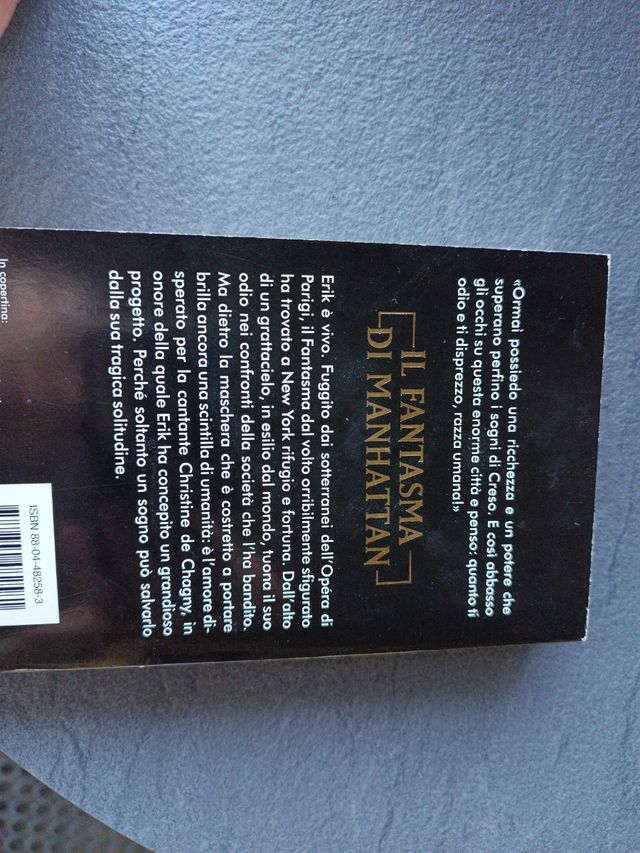 «Ormai possiedo una ricchezza e un potere che
superano perfino i sogni di Creso. E così abbasso
gli occhi su questa enorme città e penso: quanto ti
odio e ti disprezzo, razza umana!»
IL FANTASMA
DI MANHATTAN
Erik è vivo. Fuggito dai sotterranei dell'Opéra di
Parigi, il Fantasma dal volto orribilmente sfigurato
ha trovato a New York rifugio e fortuna. Dall'alto
di un grattacielo, in esilio dal mondo, tuona il suo
odio nei confronti della società che l'ha bandito.
Ma dietro la maschera che è costretto a portare
brilla ancora una scintilla di umanità: è l'amore di-
sperato per la cantante Christine de Chagny, in
onore della quale Erik ha concepito un grandioso
progetto. Perché soltanto un sogno può salvarlo
dalla sua tragica solitudine.
In copertina:
ISBN 88-04-48258-3